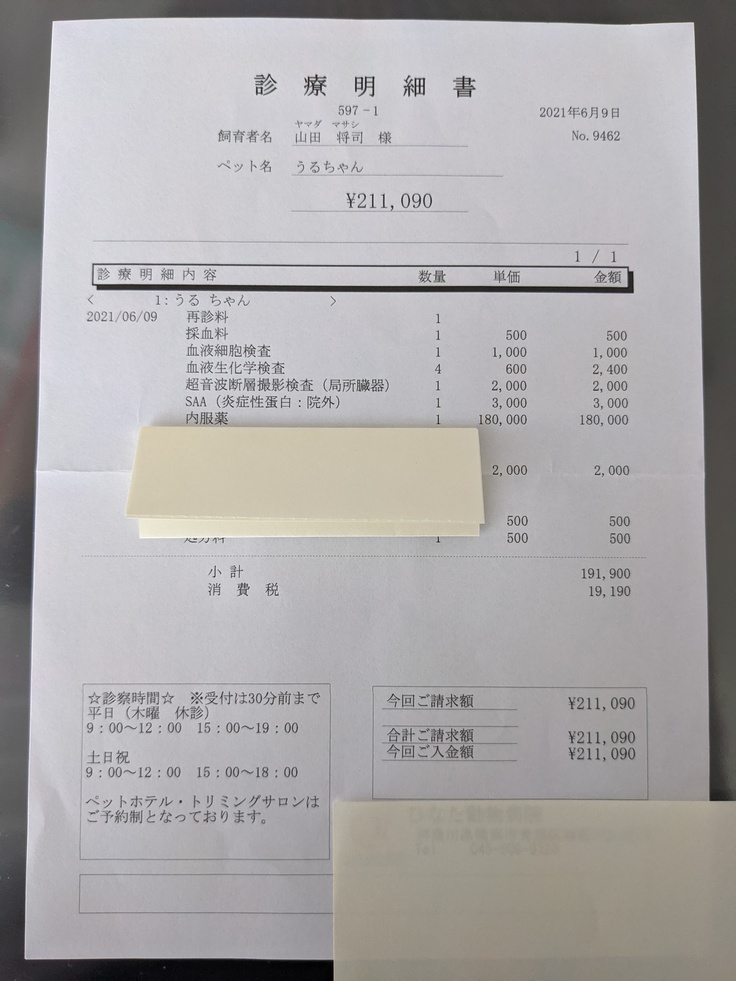 診療明細書
597-1
2021年6月9日
ヤマダ マサシ
飼育者名 山田 将司 様
No.9462
ペット名 うるちゃん
¥211,090
1 / 1
診療明細内容 数量 単価 金額
< 1:うる ちゃん >
2021/06/09 再診料 1
採血料 1 500 500
血液細胞検査 1 1,000 1,000
血液生化学検査 4 600 2,400
超音波断層撮影検査（局所臓器） 1 2,000 2,000
SAA（炎症性蛋白：院外） 1 3,000 3,000
内服薬 1 180,000 180,000
2,000 2,000
500 500
1 500 500
小計 191,900
消費税 19,190
☆診察時間☆ ※受付は30分前まで
平日（木曜 休診）
9：00～12：00 15：00～19：00
土日祝
9：00～12：00 15：00～18：00
ペットホテル・トリミングサロンは
ご予約制となっております。
今回ご請求額 ¥211,090
合計ご請求額 ¥211,090
今回ご入金額 ¥211,090